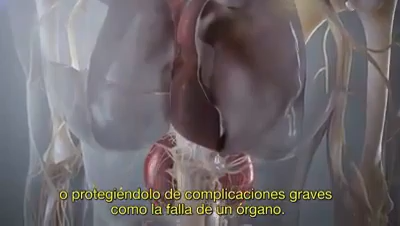 o protegiéndolo de complicaciones graves
como la falla de un órgano.